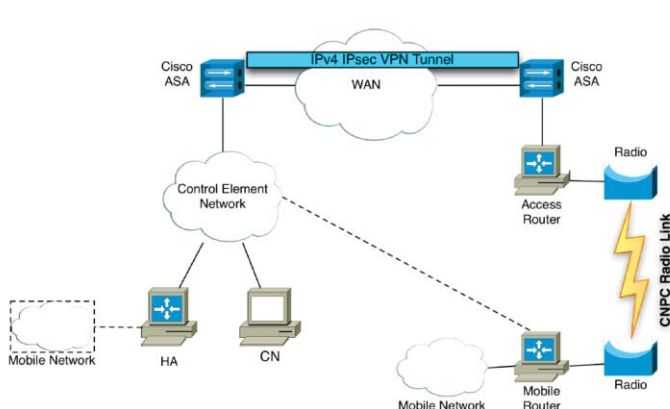 IPv4 IPsec VPN Tunnel
Cisco
ASA
WAN
Cisco
ASA
Radio
Control Element
Network
Access
Router
CNPC Radio Link
Mobile Network
HA
CN
Radio
Mobile
Router
Mobile Network